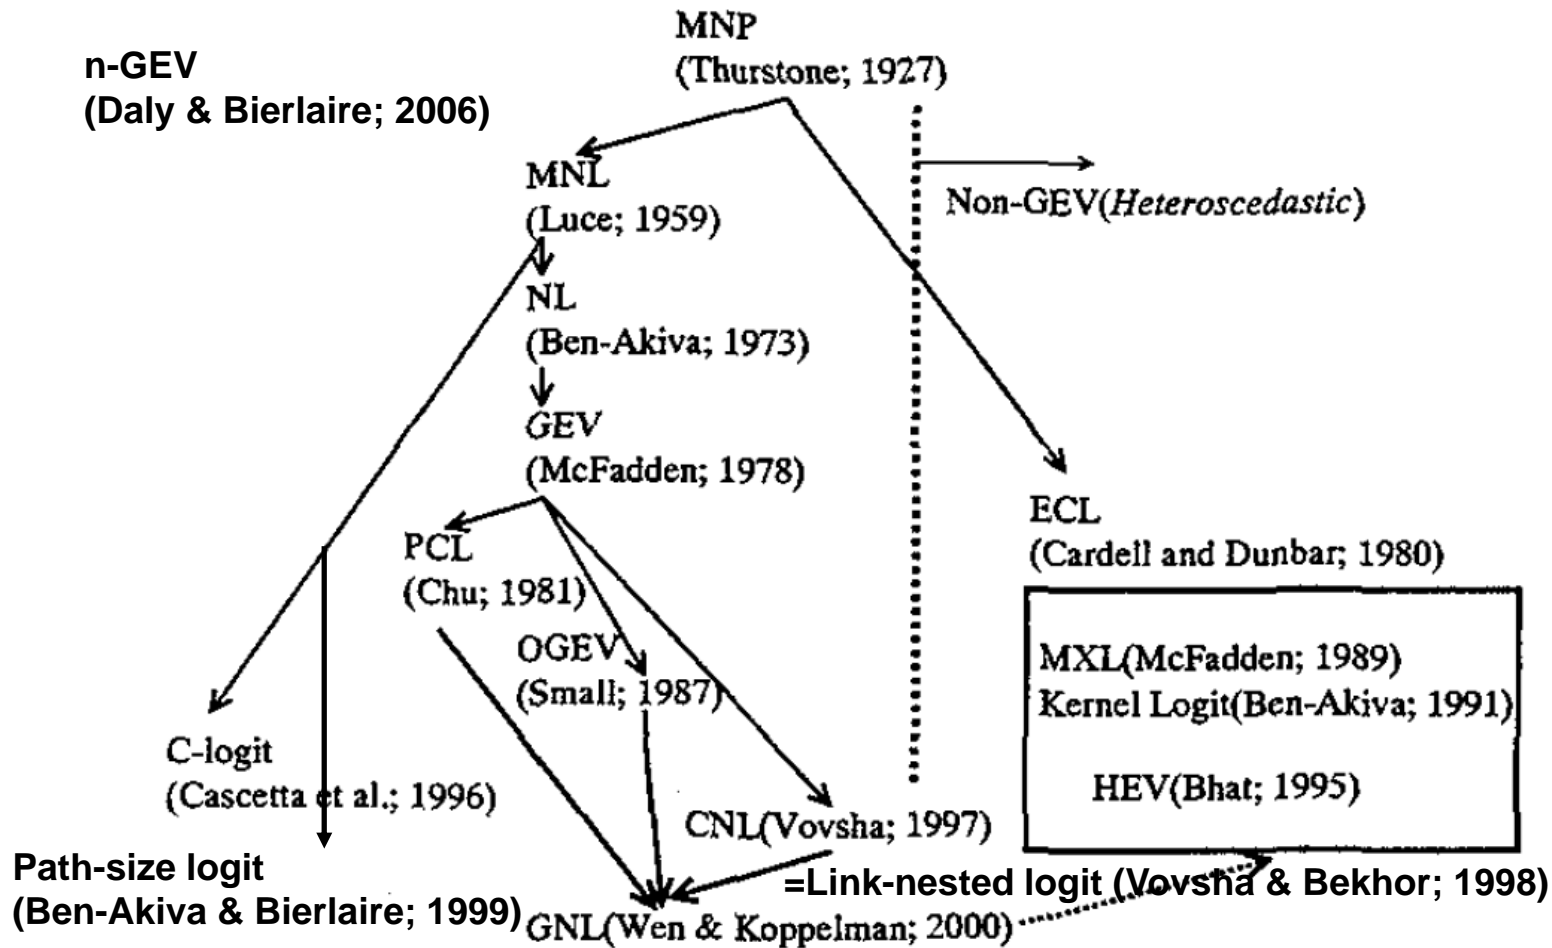 MNP
(Thurstone; 1927)
n-GEV
(Daly & Bierlaire; 2006)
MNL
(Luce; 1959)
Non-GEV(Heteroscedastic)
NL
(Ben-Akiva; 1973)
GEV
(McFadden; 1978)
ECL
(Cardell and Dunbar; 1980)
PCL
(Chu; 1981)
OGEV
(Small; 1987)
MXL(McFadden; 1989)
Kernel Logit(Ben-Akiva; 1991)
HEV(Bhat; 1995)
C-logit
(Cascetta et al.; 1996)
CNL(Vovsha; 1997)
=Link-nested logit (Vovsha & Bekhor; 1998)
Path-size logit
(Ben-Akiva & Bierlaire; 1999)
GNL(Wen & Koppelman; 2000)